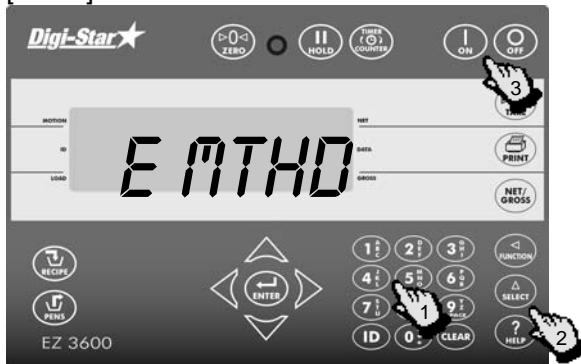 Digi-Star
0
ZERO
HOLD
TIMER
COUNTER
ON
OFF
3
MOTION
NET
ID
DATA
PRINT
LOAD
GROSS
NET/
GROSS
E MTHD
RECIPE
PENS
ENTER
1 A B C
2 D E F
3 G H I
FUNCTION
4 J K L
5 M N O
6 P Q R
SELECT
7 S T U
9 Y Z
1
ID
0
CLEAR
?
HELP
2
EZ 3600